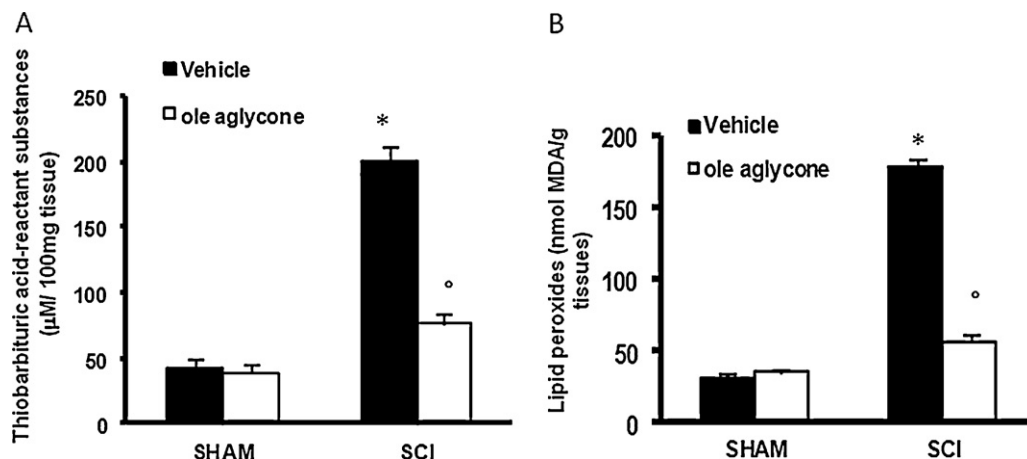 A
Thiobarbituric acid-reactant substances
(µM/ 100mg tissue)
Vehicle
ole aglycone
250
200
150
100
50
0
*
°
SHAM
SCI
B
Lipid peroxides (nmol MDA/g
tissues)
Vehicle
ole aglycone
200
150
100
50
0
*
°
SHAM
SCI